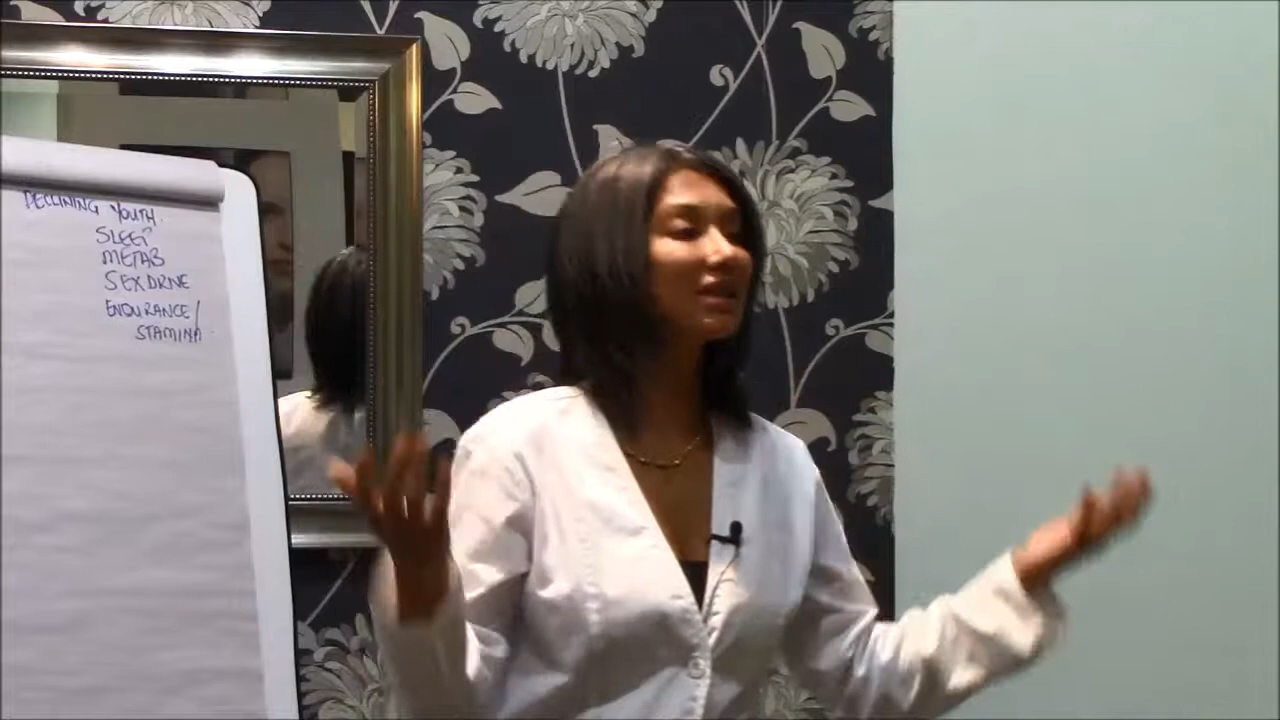 DECLINING YOUTH.
SLEEP
METAB
SEX DRIVE
ENDURANCE/
STAMINA.